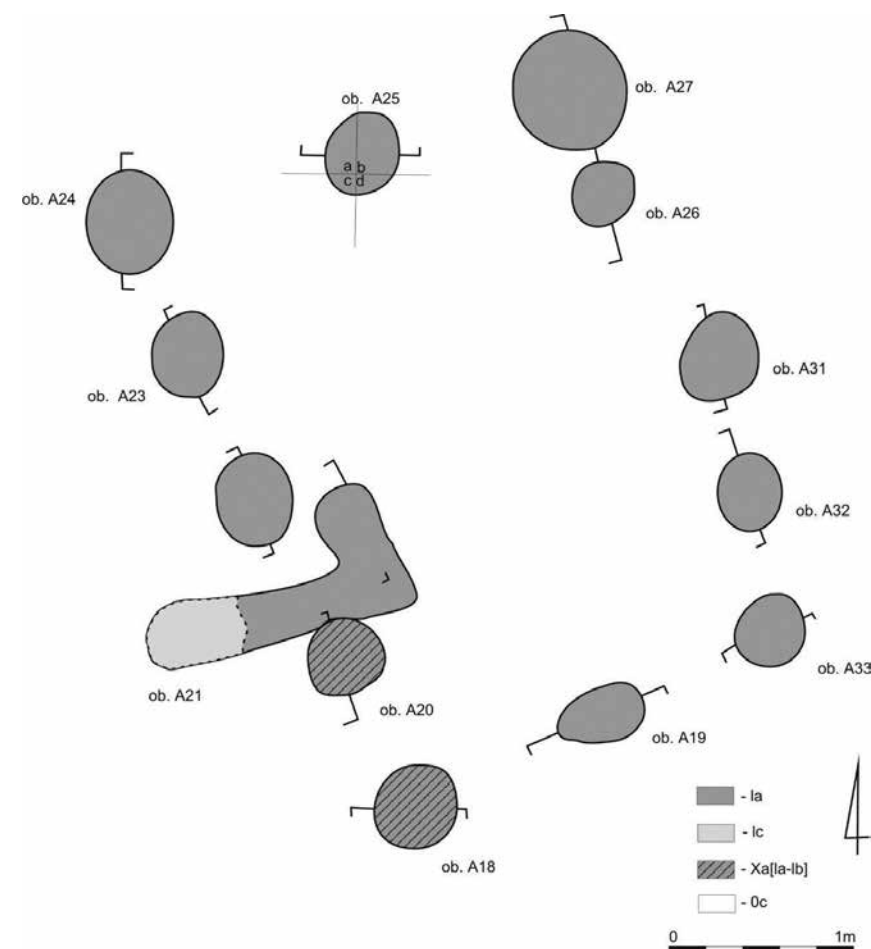 ob. A27
ob. A25
a b
c d
ob. A24
ob. A26
ob. A31
ob. A23
ob. A32
ob. A33
ob. A21
ob. A20
ob. A19
- Ia
- Ic
ob. A18
- Xa[Ia-Ib]
- 0c
0 1m